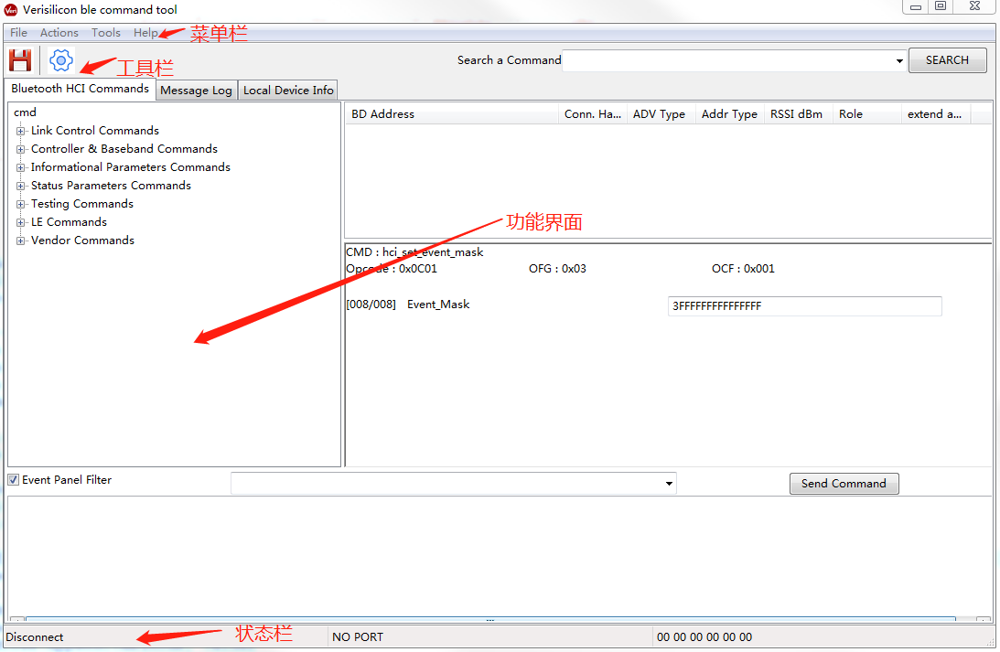 Verisilicon ble command tool
File Actions Tools Help 菜单栏
工具栏
Search a Command SEARCH
Bluetooth HCI Commands Message Log Local Device Info
cmd
Link Control Commands
Controller & Baseband Commands
Informational Parameters Commands
Status Parameters Commands
Testing Commands
LE Commands
Vendor Commands
BD Address Conn. Ha... ADV Type Addr Type RSSI dBm Role extend a...
功能界面
CMD : hci_set_event_mask
Opcode : 0x0C01 OFG : 0x03 OCF : 0x001
[008/008] Event_Mask 3FFFFFFFFFFFFFFF
Event Panel Filter Send Command
Disconnect 状态栏 NO PORT 00 00 00 00 00 00